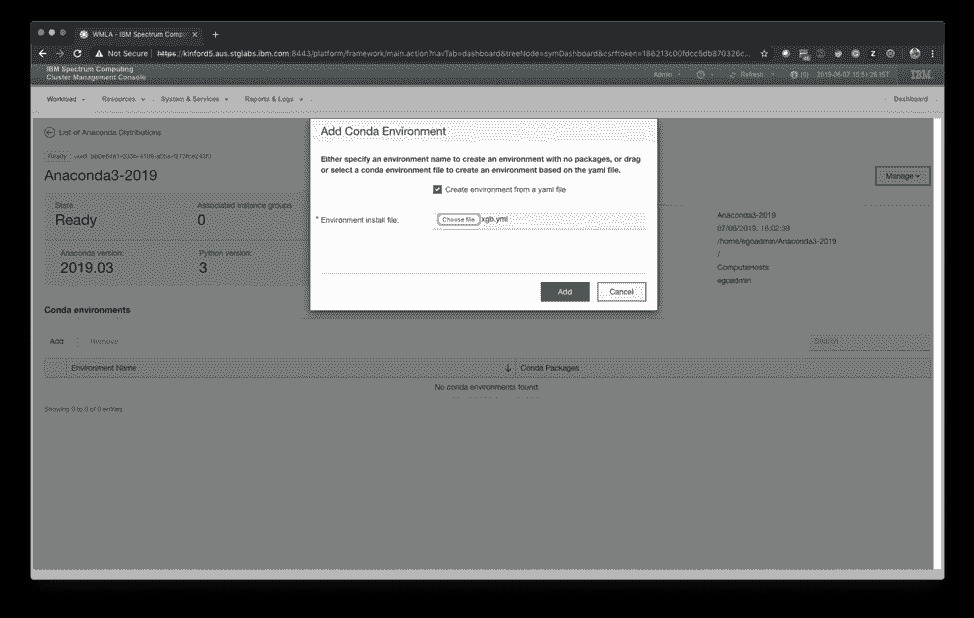 WMLA - IBM Spectrum Comp
Not Secure https://kinford5.aus.stglabs.ibm.com:8443/platform/framework/main.action?navTab=dashboard&treeNode=symDashboard&csrftoken=186213c00fdcc5db870326c...
IBM Spectrum Computing
Cluster Management Console
Admin Refresh (0) 2019-06-07 15:51:26 IST IBM
Workload Resources System & Services Reports & Logs Dashboard
List of Anaconda Distributions
Ready
Anaconda3-2019
Manage
State
Ready
Associated instance groups
0
Anaconda version:
2019.03
Python version:
3
Anaconda3-2019
/home/egoadmin/Anaconda3-2019
/
ComputeHosts
egoadmin
Add Conda Environment
Either specify an environment name to create an environment with no packages, or drag
or select a conda environment file to create an environment based on the yaml file.
Create environment from a yaml file
* Environment install file: Choose file xgb.yml
Add Cancel
Conda environments
Add Remove Search
Environment Name Conda Packages
No conda environments found.
Showing 0 to 0 of 0 entries